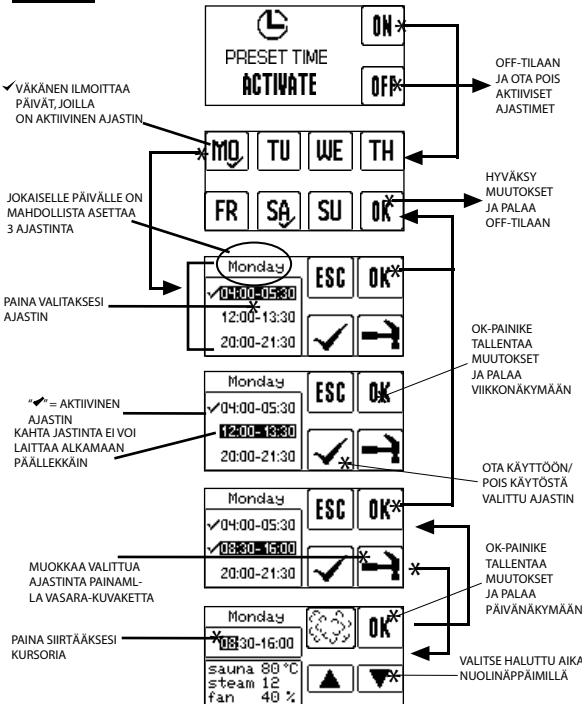 PRESET TIME
ACTIVATE
ON
OFF
OFF-TILAAN
JA OTA POIS
AKTIIVISET
AJASTIMET
✓VÄKÄNEN ILMOITTAA
PÄIVÄT, JOILLA
ON AKTIIVINEN AJASTIN
MO TU WE TH
FR SA SU OK
HYVÄKSY
MUUTOKSET
JA PALAA
OFF-TILAAN
JOKAISELLE PÄIVÄLLE ON
MAHDOLLISTA ASETTAA
3 AJASTINTA
Monday
✓04:00-05:30
12:00-13:30
20:00-21:30
ESC OK
PAINA VALITAKSESI
AJASTIN
OK-PAINIKE
TALLENTAA
MUUTOKSET
JA PALAA
VIIKKONÄKYMÄÄN
Monday
✓04:00-05:30
12:00-13:30
20:00-21:30
ESC OK
"✔" = AKTIIVINEN
AJASTIN
KAHTA JASTINTA EI VOI
LAITTAA ALKAMAAN
PÄÄLLEKKÄIN
OTA KÄYTTÖÖN/
POIS KÄYTÖSTÄ
VALITTU AJASTIN
Monday
✓04:00-05:30
✓08:30-16:00
20:00-21:30
ESC OK
MUOKKAA VALITTUA
AJASTINTA PAINAML-
LA VASARA-KUVAKETTA
OK-PAINIKE
TALLENTAA
MUUTOKSET
JA PALAA
PÄIVÄNÄKYMÄÄN
Monday
08:30-16:00
sauna 80 °C
steam 12
fan 40 %
OK
PAINA SIIRTÄÄKSESI
KURSORIA
VALITSE HALUTTU AIKA
NUOLINÄPPÄIMILLÄ